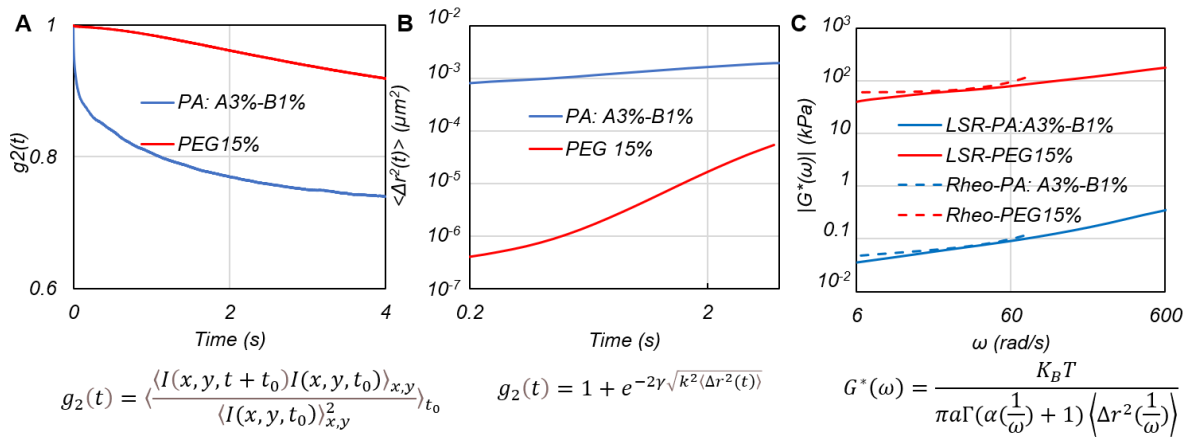 A
1
0.8
0.6
g2(t)
PA: A3%-B1%
PEG15%
0
2
4
Time (s)
B
10-2
10-3
10-4
10-5
10-6
10-7
<Δr2(t)> (μm2)
PA: A3%-B1%
PEG 15%
0.2
2
Time (s)
C
103
102
10
1
0.1
10-2
|G*(ω)| (kPa)
LSR-PA:A3%-B1%
LSR-PEG15%
Rheo-PA: A3%-B1%
Rheo-PEG15%
6
60
600
ω (rad/s)
g2(t) = ⟨⟨I(x, y, t + t0)I(x, y, t0)⟩x,y / ⟨I(x, y, t0)⟩2x,y⟩t0
g2(t) = 1 + e−2γ√k2⟨Δr2(t)⟩
G*(ω) = KBT / πaΓ(α(1/ω) + 1) ⟨Δr2(1/ω)⟩